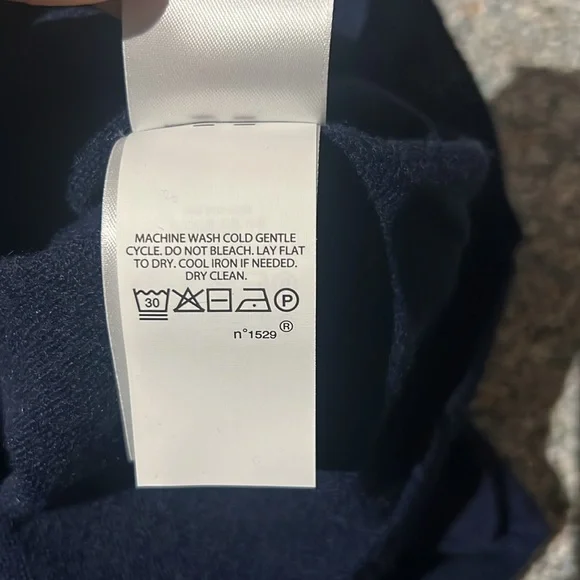 MACHINE WASH COLD GENTLE
CYCLE. DO NOT BLEACH. LAY FLAT
TO DRY. COOL IRON IF NEEDED.
DRY CLEAN.
30 P
n°1529 ®